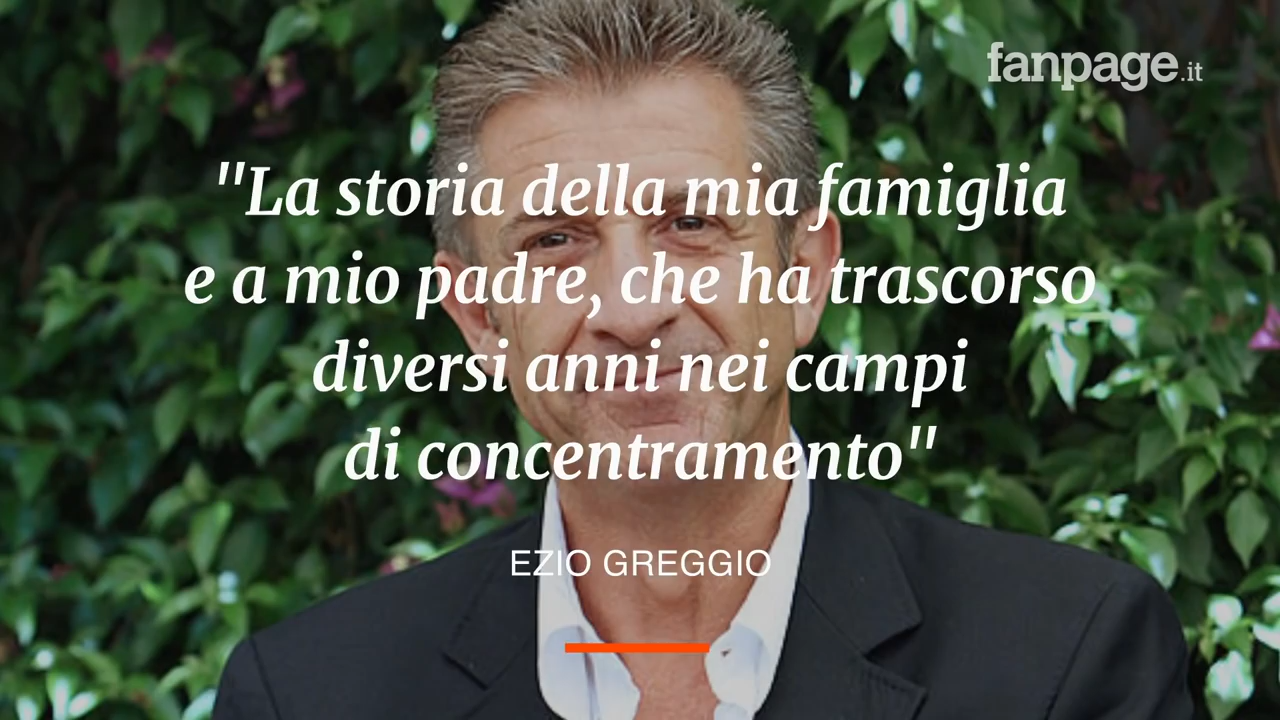 fanpage.it
"La storia della mia famiglia
e a mio padre, che ha trascorso
diversi anni nei campi
di concentramento"
EZIO GREGGIO